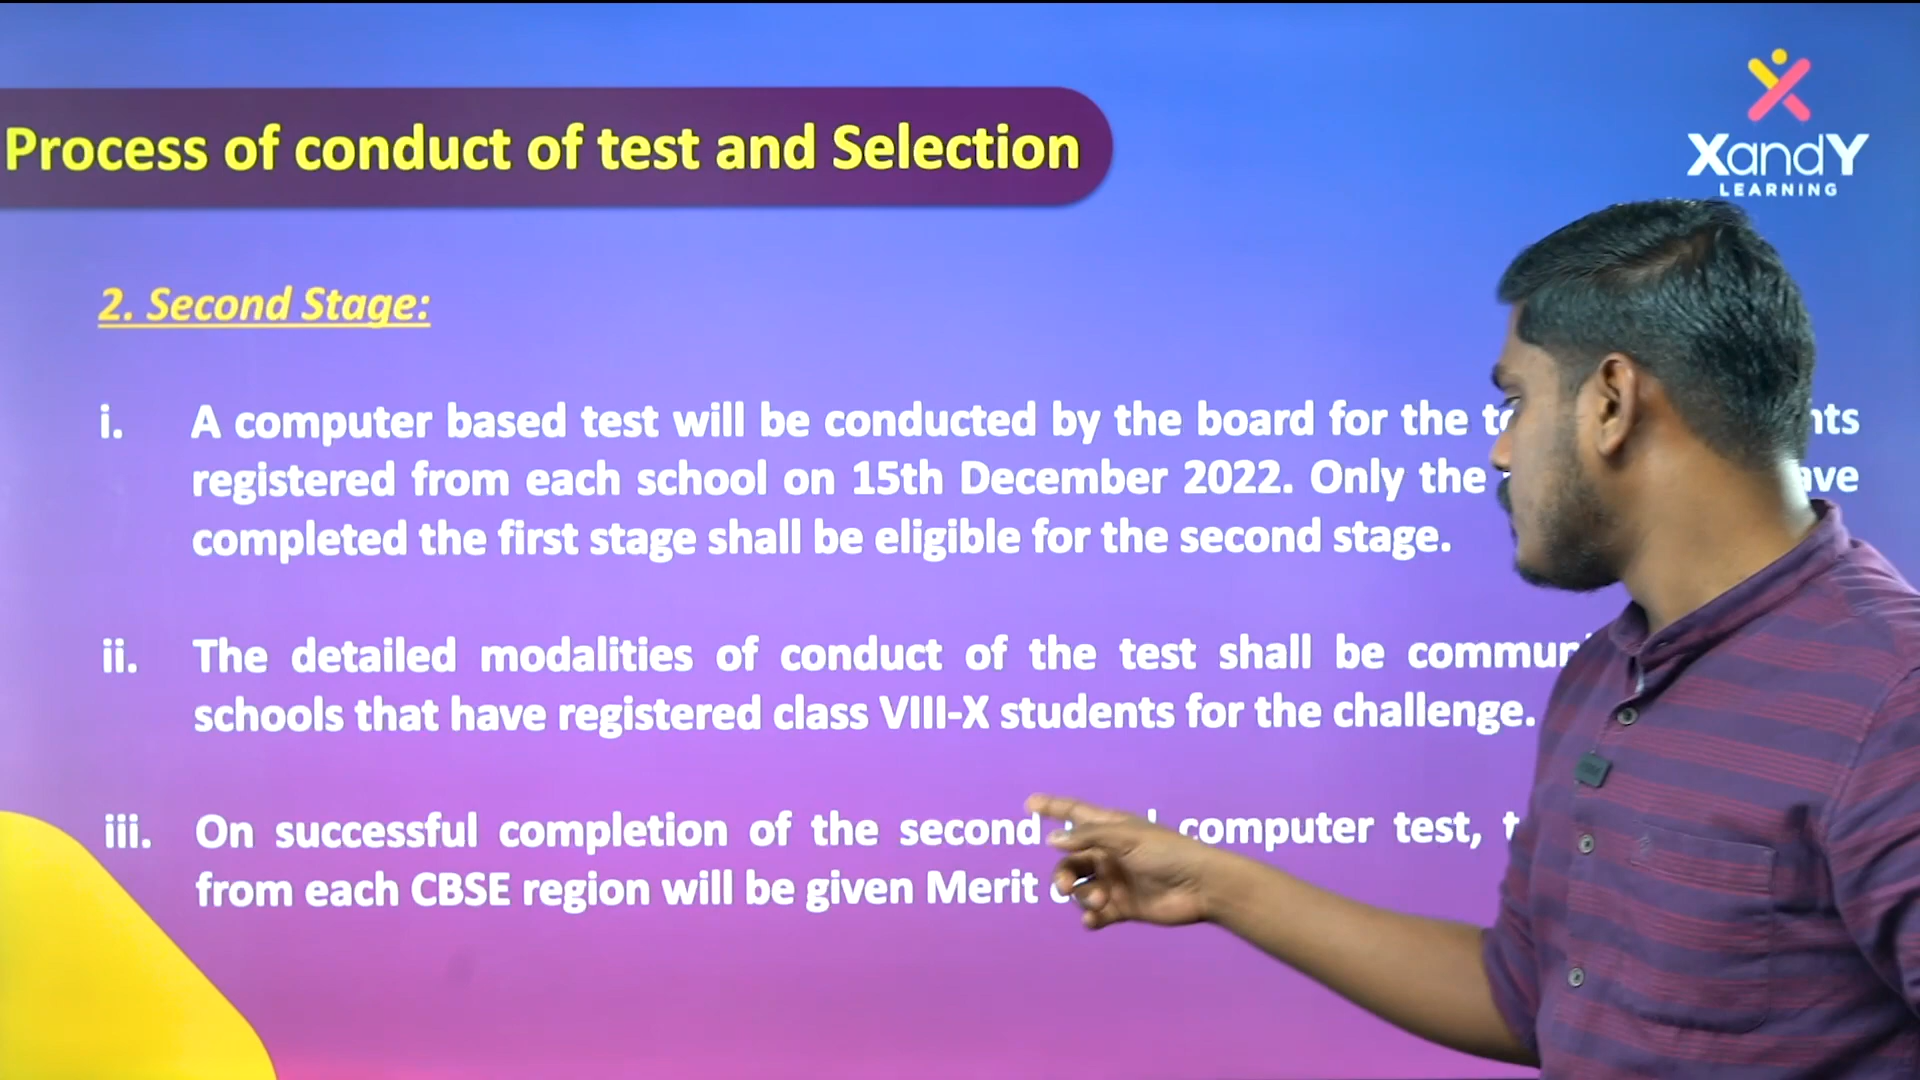 Process of conduct of test and Selection
XandY
LEARNING
2. Second Stage:
i. A computer based test will be conducted by the board for the
registered from each school on 15th December 2022. Only the
completed the first stage shall be eligible for the second stage.
ii. The detailed modalities of conduct of the test shall be
schools that have registered class VIII-X students for the challenge.
iii. On successful completion of the second computer test,
from each CBSE region will be given Merit